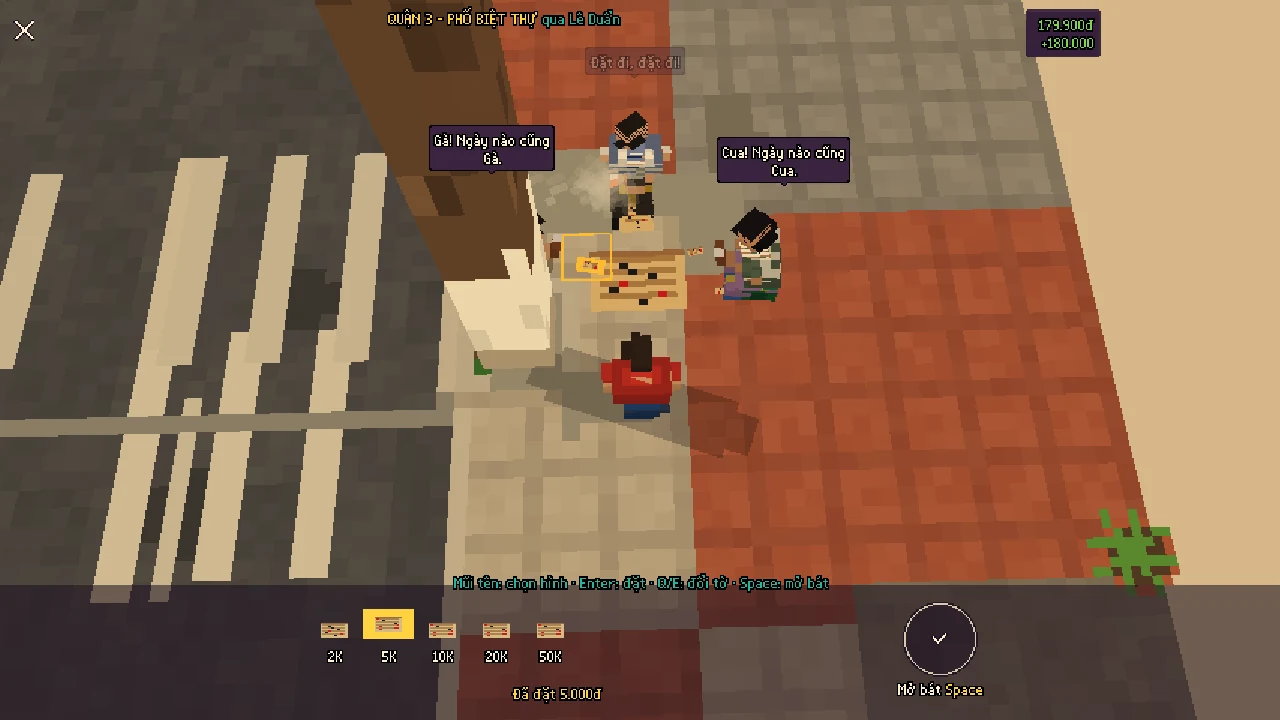 QUẬN 3 - PHỐ BIỆT THỰ qua Lê Duẩn
179.900đ
+180.000
Đặt đi, đặt đi!
Gà! Ngày nào cũng
Gà.
Cua! Ngày nào cũng
Cua.
Mũi tên: chọn hình · Enter: đặt · Q/E: đổi tờ · Space: mở bát
2K
5K
10K
20K
50K
Đã đặt 5.000đ
Mở bát Space